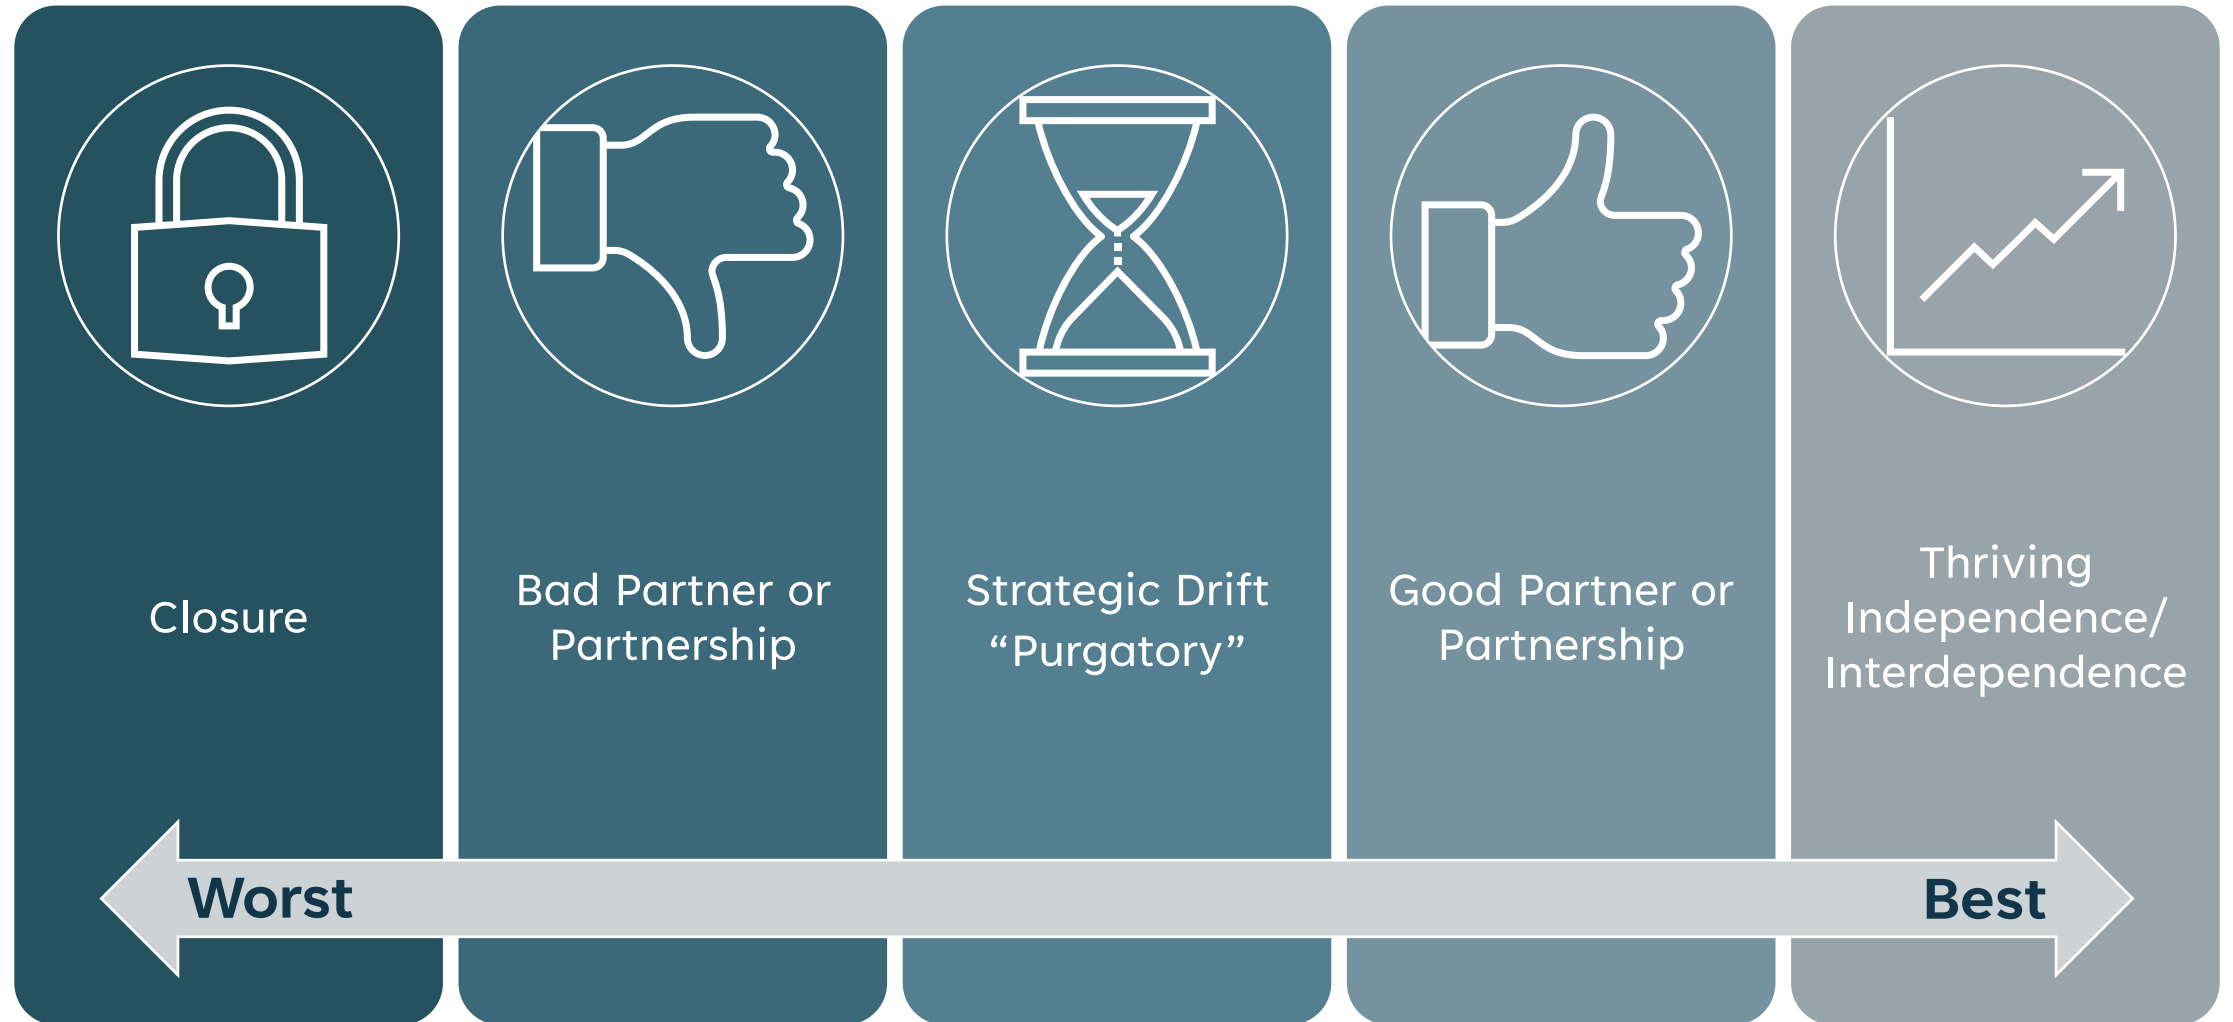 Closure
Bad Partner or
Partnership
Strategic Drift
“Purgatory”
Good Partner or
Partnership
Thriving
Independence/
Interdependence
Worst
Best